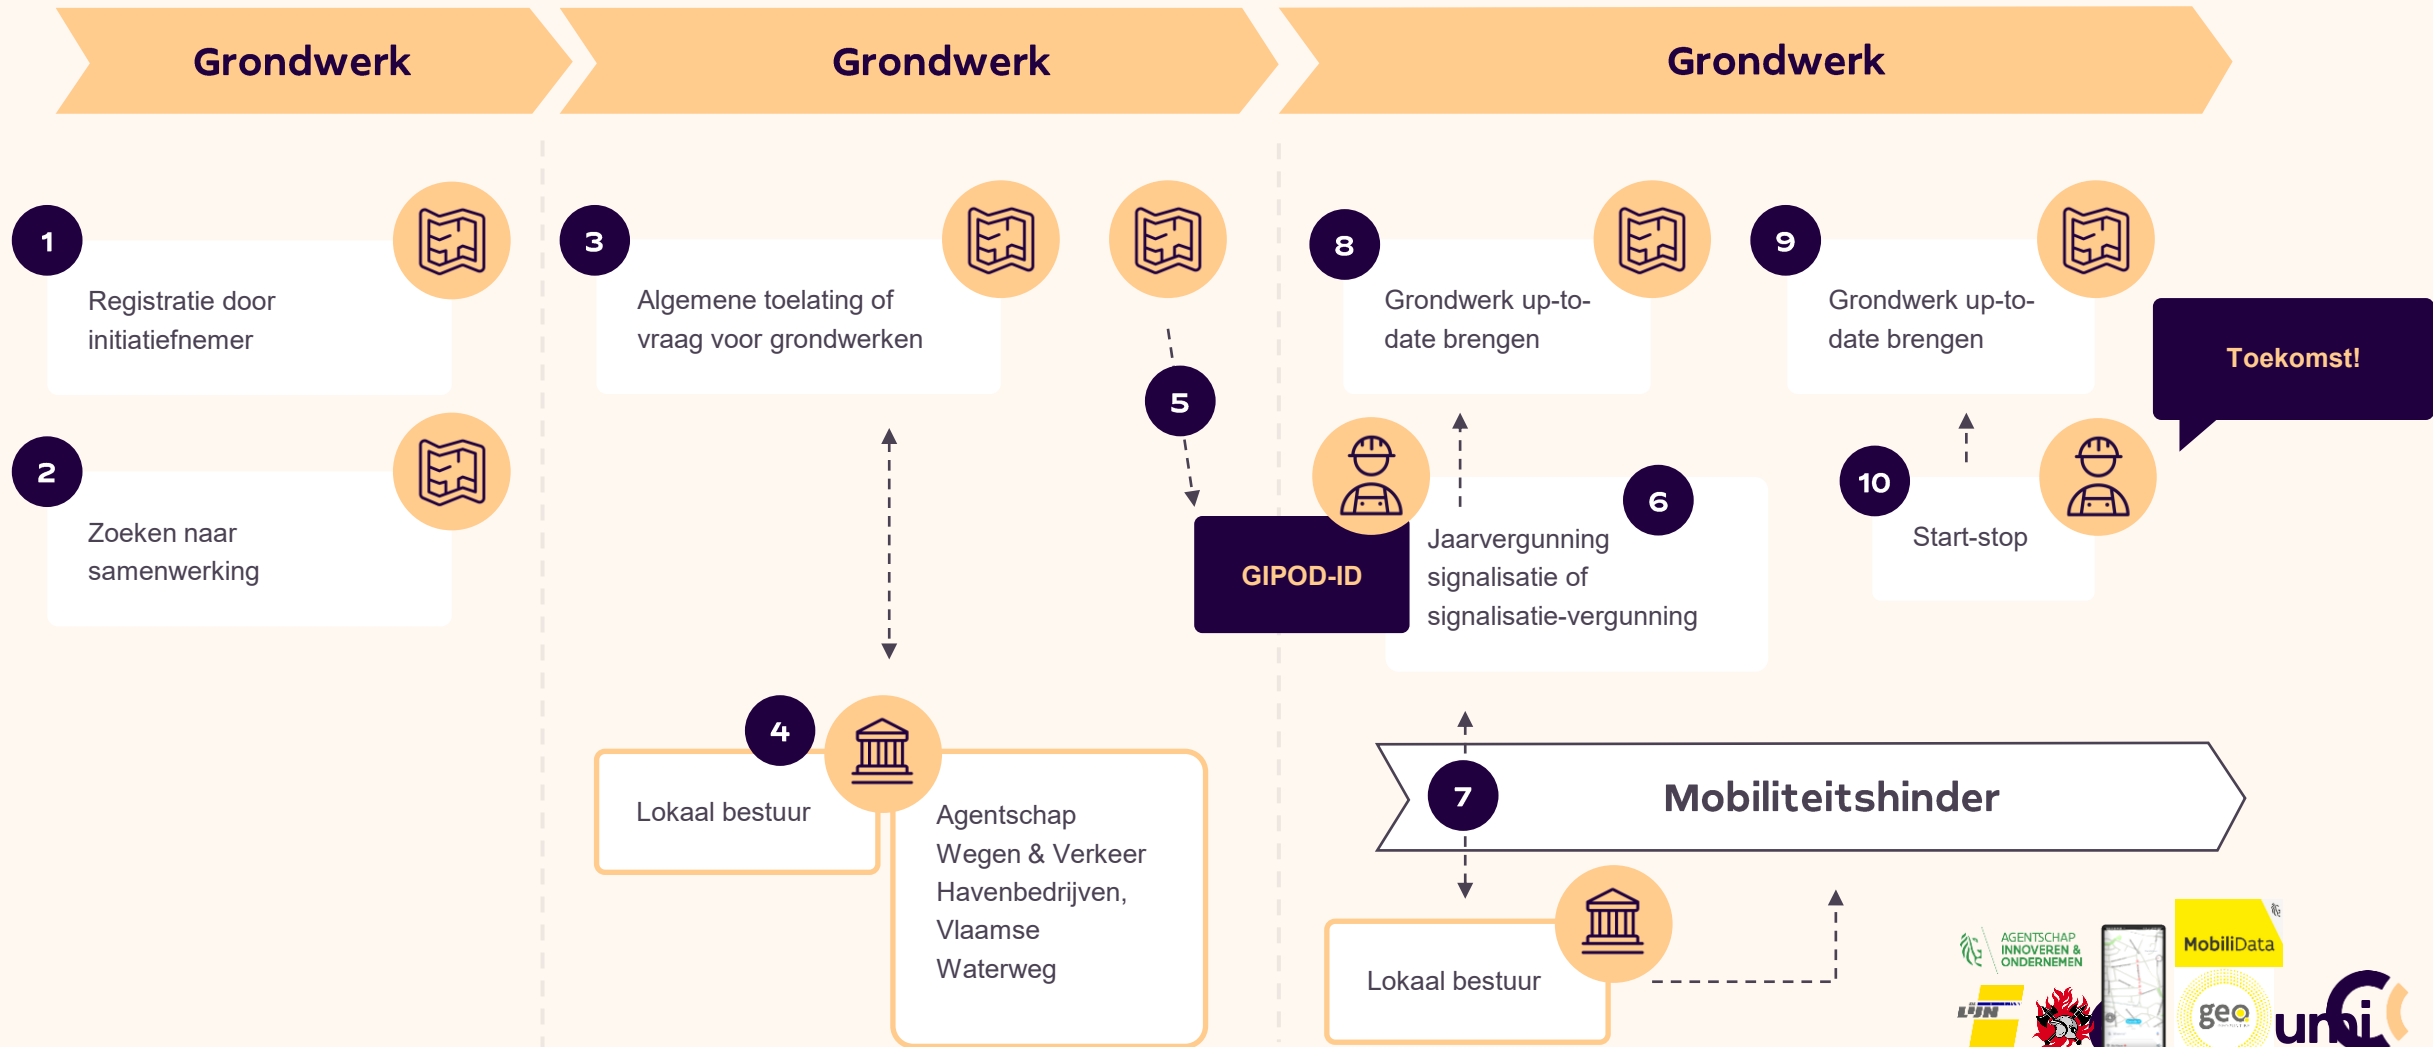 Grondwerk
Grondwerk
Grondwerk
1
Registratie door
initiatiefnemer
2
Zoeken naar
samenwerking
3
Algemene toelating of
vraag voor grondwerken
4
Lokaal bestuur
Agentschap
Wegen & Verkeer
Havenbedrijven,
Vlaamse
Waterweg
5
GIPOD-ID
8
Grondwerk up-to-
date brengen
6
Jaarvergunning
signalisatie of
signalisatie-vergunning
9
Grondwerk up-to-
date brengen
Toekomst!
10
Start-stop
7
Mobiliteitshinder
Lokaal bestuur
AGENTSCHAP
INNOVEREN &
ONDERNEMEN
MobiliData
LIJN
geo